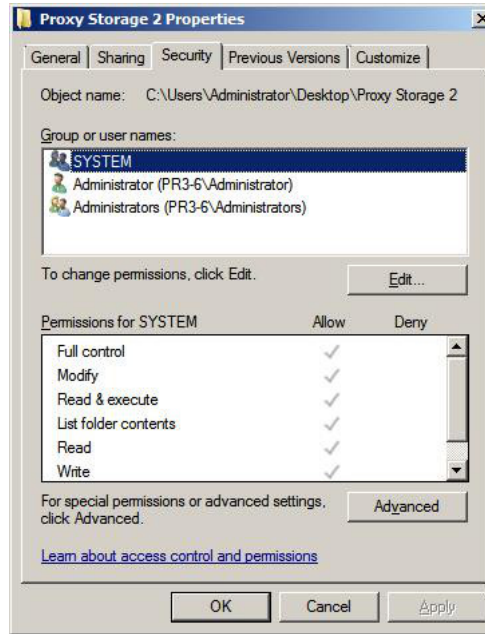 Proxy Storage 2 Properties
General Sharing Security Previous Versions Customize
Object name: C:\Users\Administrator\Desktop\Proxy Storage 2
Group or user names:
SYSTEM
Administrator (PR3-6\Administrator)
Administrators (PR3-6\Administrators)
To change permissions, click Edit.
Edit...
Permissions for SYSTEM Allow Deny
Full control
Modify
Read & execute
List folder contents
Read
Write
For special permissions or advanced settings,
click Advanced.
Advanced
Learn about access control and permissions
OK Cancel Apply